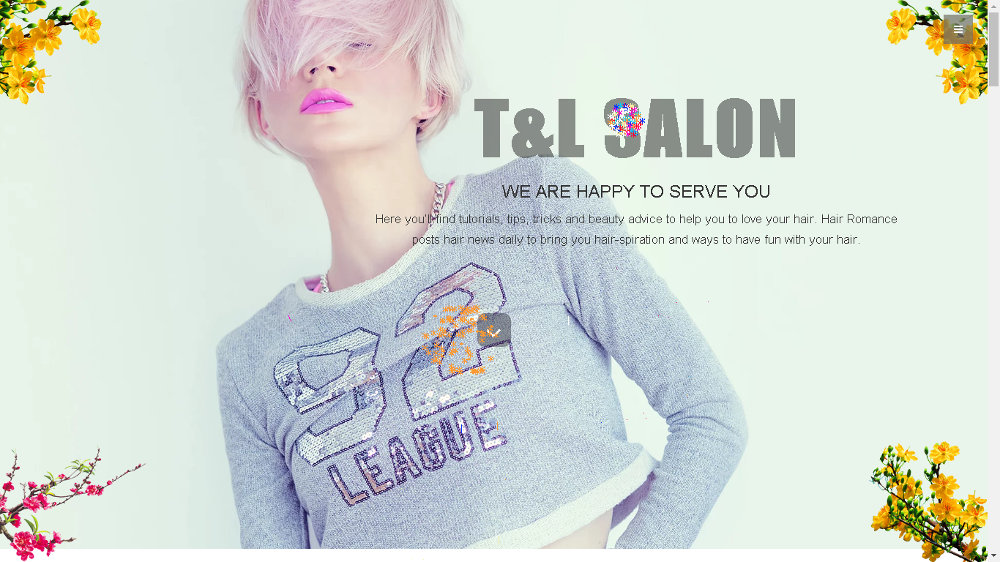 T&L SALON
WE ARE HAPPY TO SERVE YOU
Here you'll find tutorials, tips, tricks and beauty advice to help you to love your hair. Hair Romance
posts hair news daily to bring you hair-spiration and ways to have fun with your hair.
92
LEAGUE